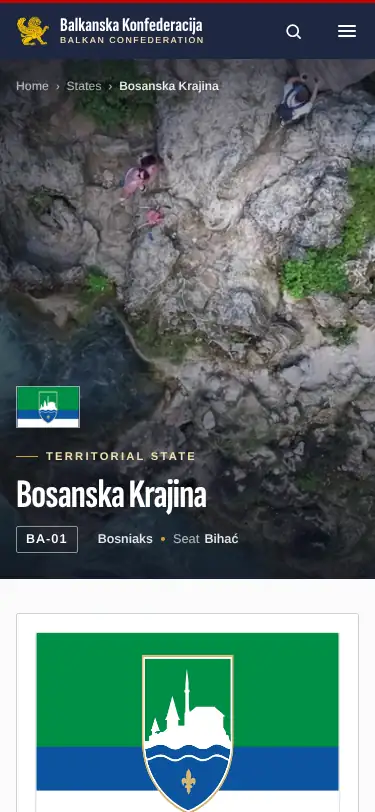 Balkanska Konfederacija
BALKAN CONFEDERATION
Home › States › Bosanska Krajina
TERRITORIAL STATE
Bosanska Krajina
BA-01 Bosniaks • Seat Bihać